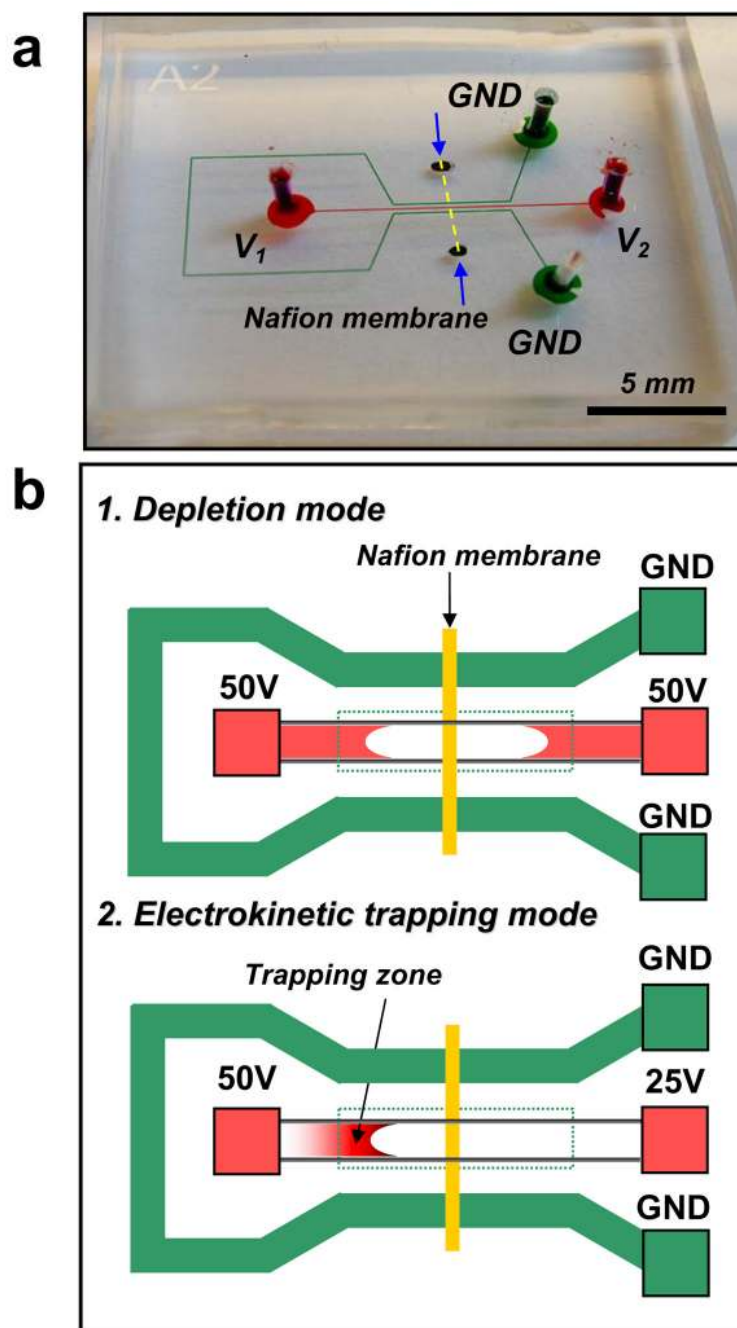 a
A2
GND
V1
V2
Nafion membrane
GND
5 mm
b
1. Depletion mode
Nafion membrane
GND
50V
50V
GND
2. Electrokinetic trapping mode
Trapping zone
GND
50V
25V
GND